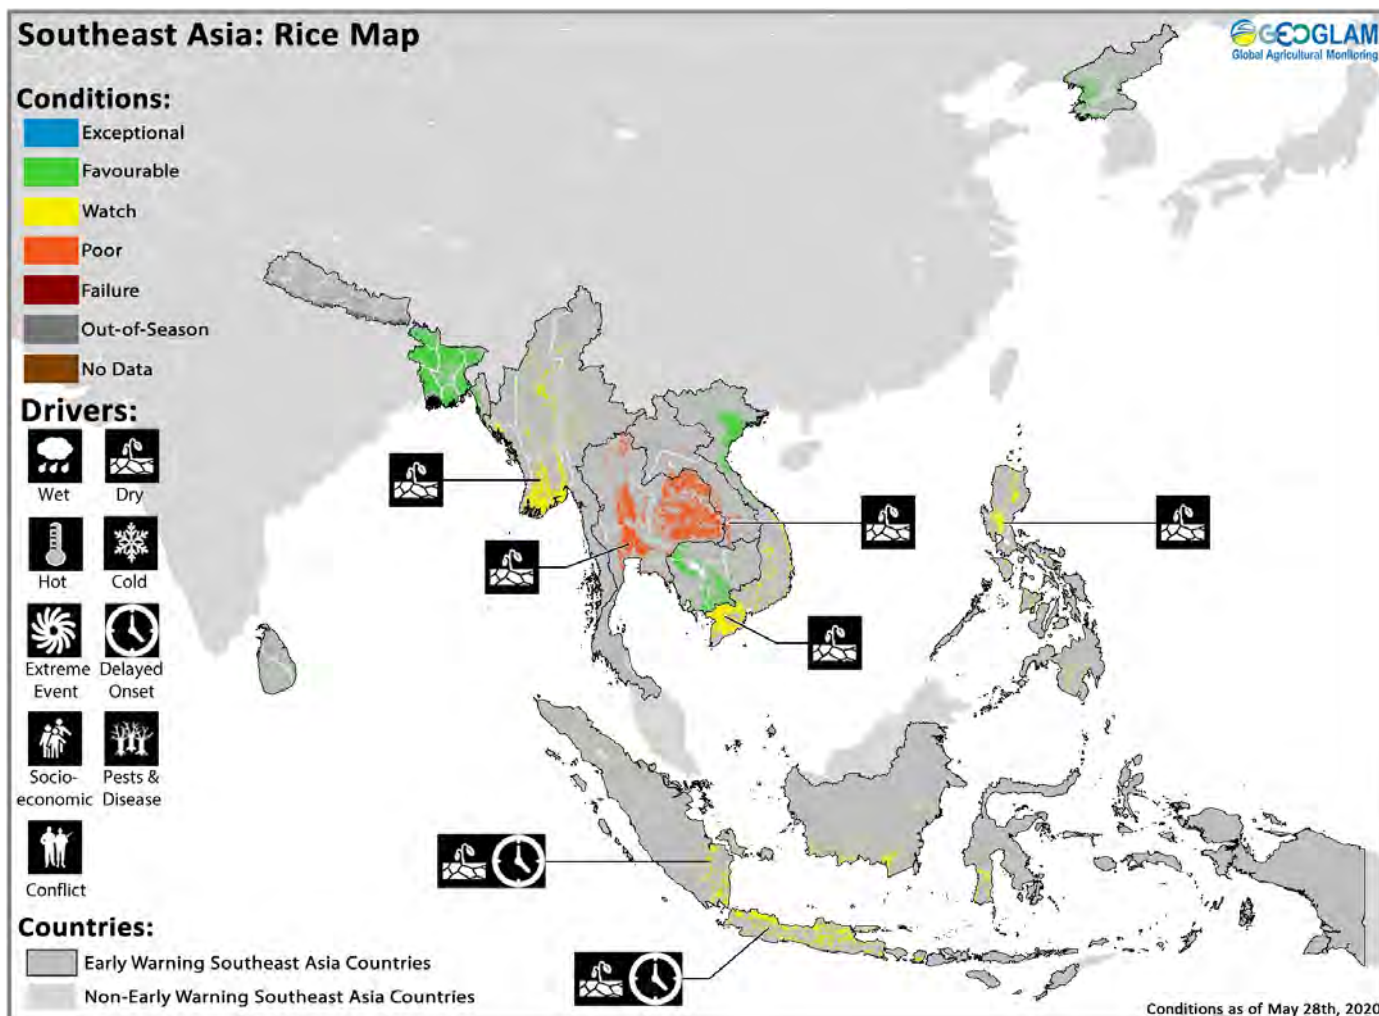 Southeast Asia: Rice Map
GEOGLAM
Global Agricultural Monitoring
Conditions:
Exceptional
Favourable
Watch
Poor
Failure
Out-of-Season
No Data
Drivers:
Wet
Dry
Hot
Cold
Extreme
Event
Delayed
Onset
Socio-
economic
Pests &
Disease
Conflict
Countries:
Early Warning Southeast Asia Countries
Non-Early Warning Southeast Asia Countries
Conditions as of May 28th, 2020